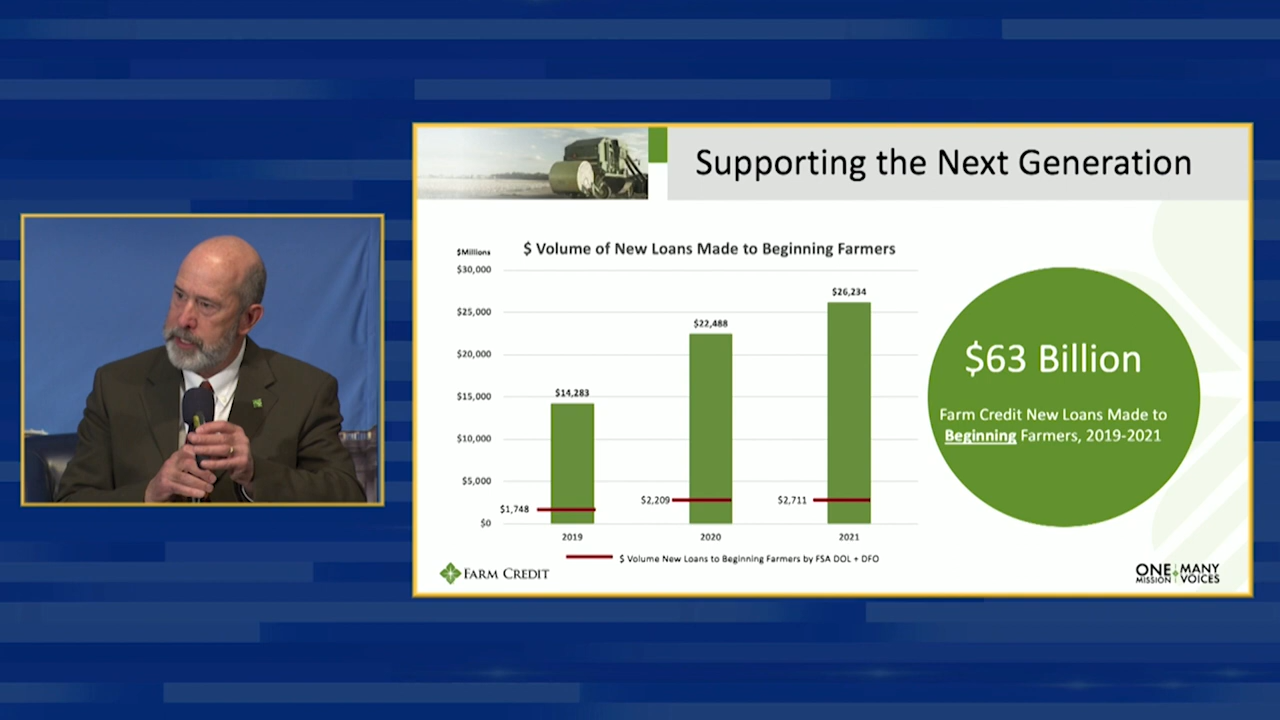 Supporting the Next Generation
$ Volume of New Loans Made to Beginning Farmers
$Millions
$30,000
$25,000
$20,000
$15,000
$10,000
$5,000
$0
$14,283
$22,488
$26,234
$1,748
$2,209
$2,711
2019
2020
2021
$ Volume New Loans to Beginning Farmers by FSA DOL + DFO
$63 Billion
Farm Credit New Loans Made to
Beginning Farmers, 2019-2021
FARM CREDIT
ONE MANY
MISSION VOICES